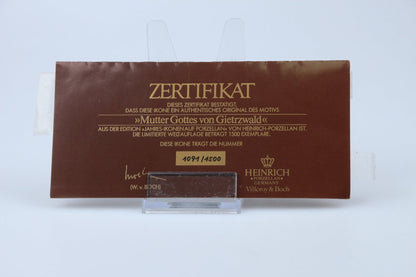 ZERTIFIKAT
DIESES ZERTIFIKAT BESTÄTIGT,
DASS DIESE IKONE EIN AUTHENTISCHES ORIGINAL DES MOTIVS
»Mutter Gottes von Gietrzwald«
AUS DER EDITION »JAHRES-IKONEN AUF PORZELLAN« VON HEINRICH-PORZELLAN IST.
DIE LIMITIERTE WELTAUFLAGE BETRÄGT 1500 EXEMPLARE.
DIESE IKONE TRÄGT DIE NUMMER
1091/1500
(W. v. BOCH)
HEINRICH
PORZELLAN
GERMANY
Villeroy & Boch